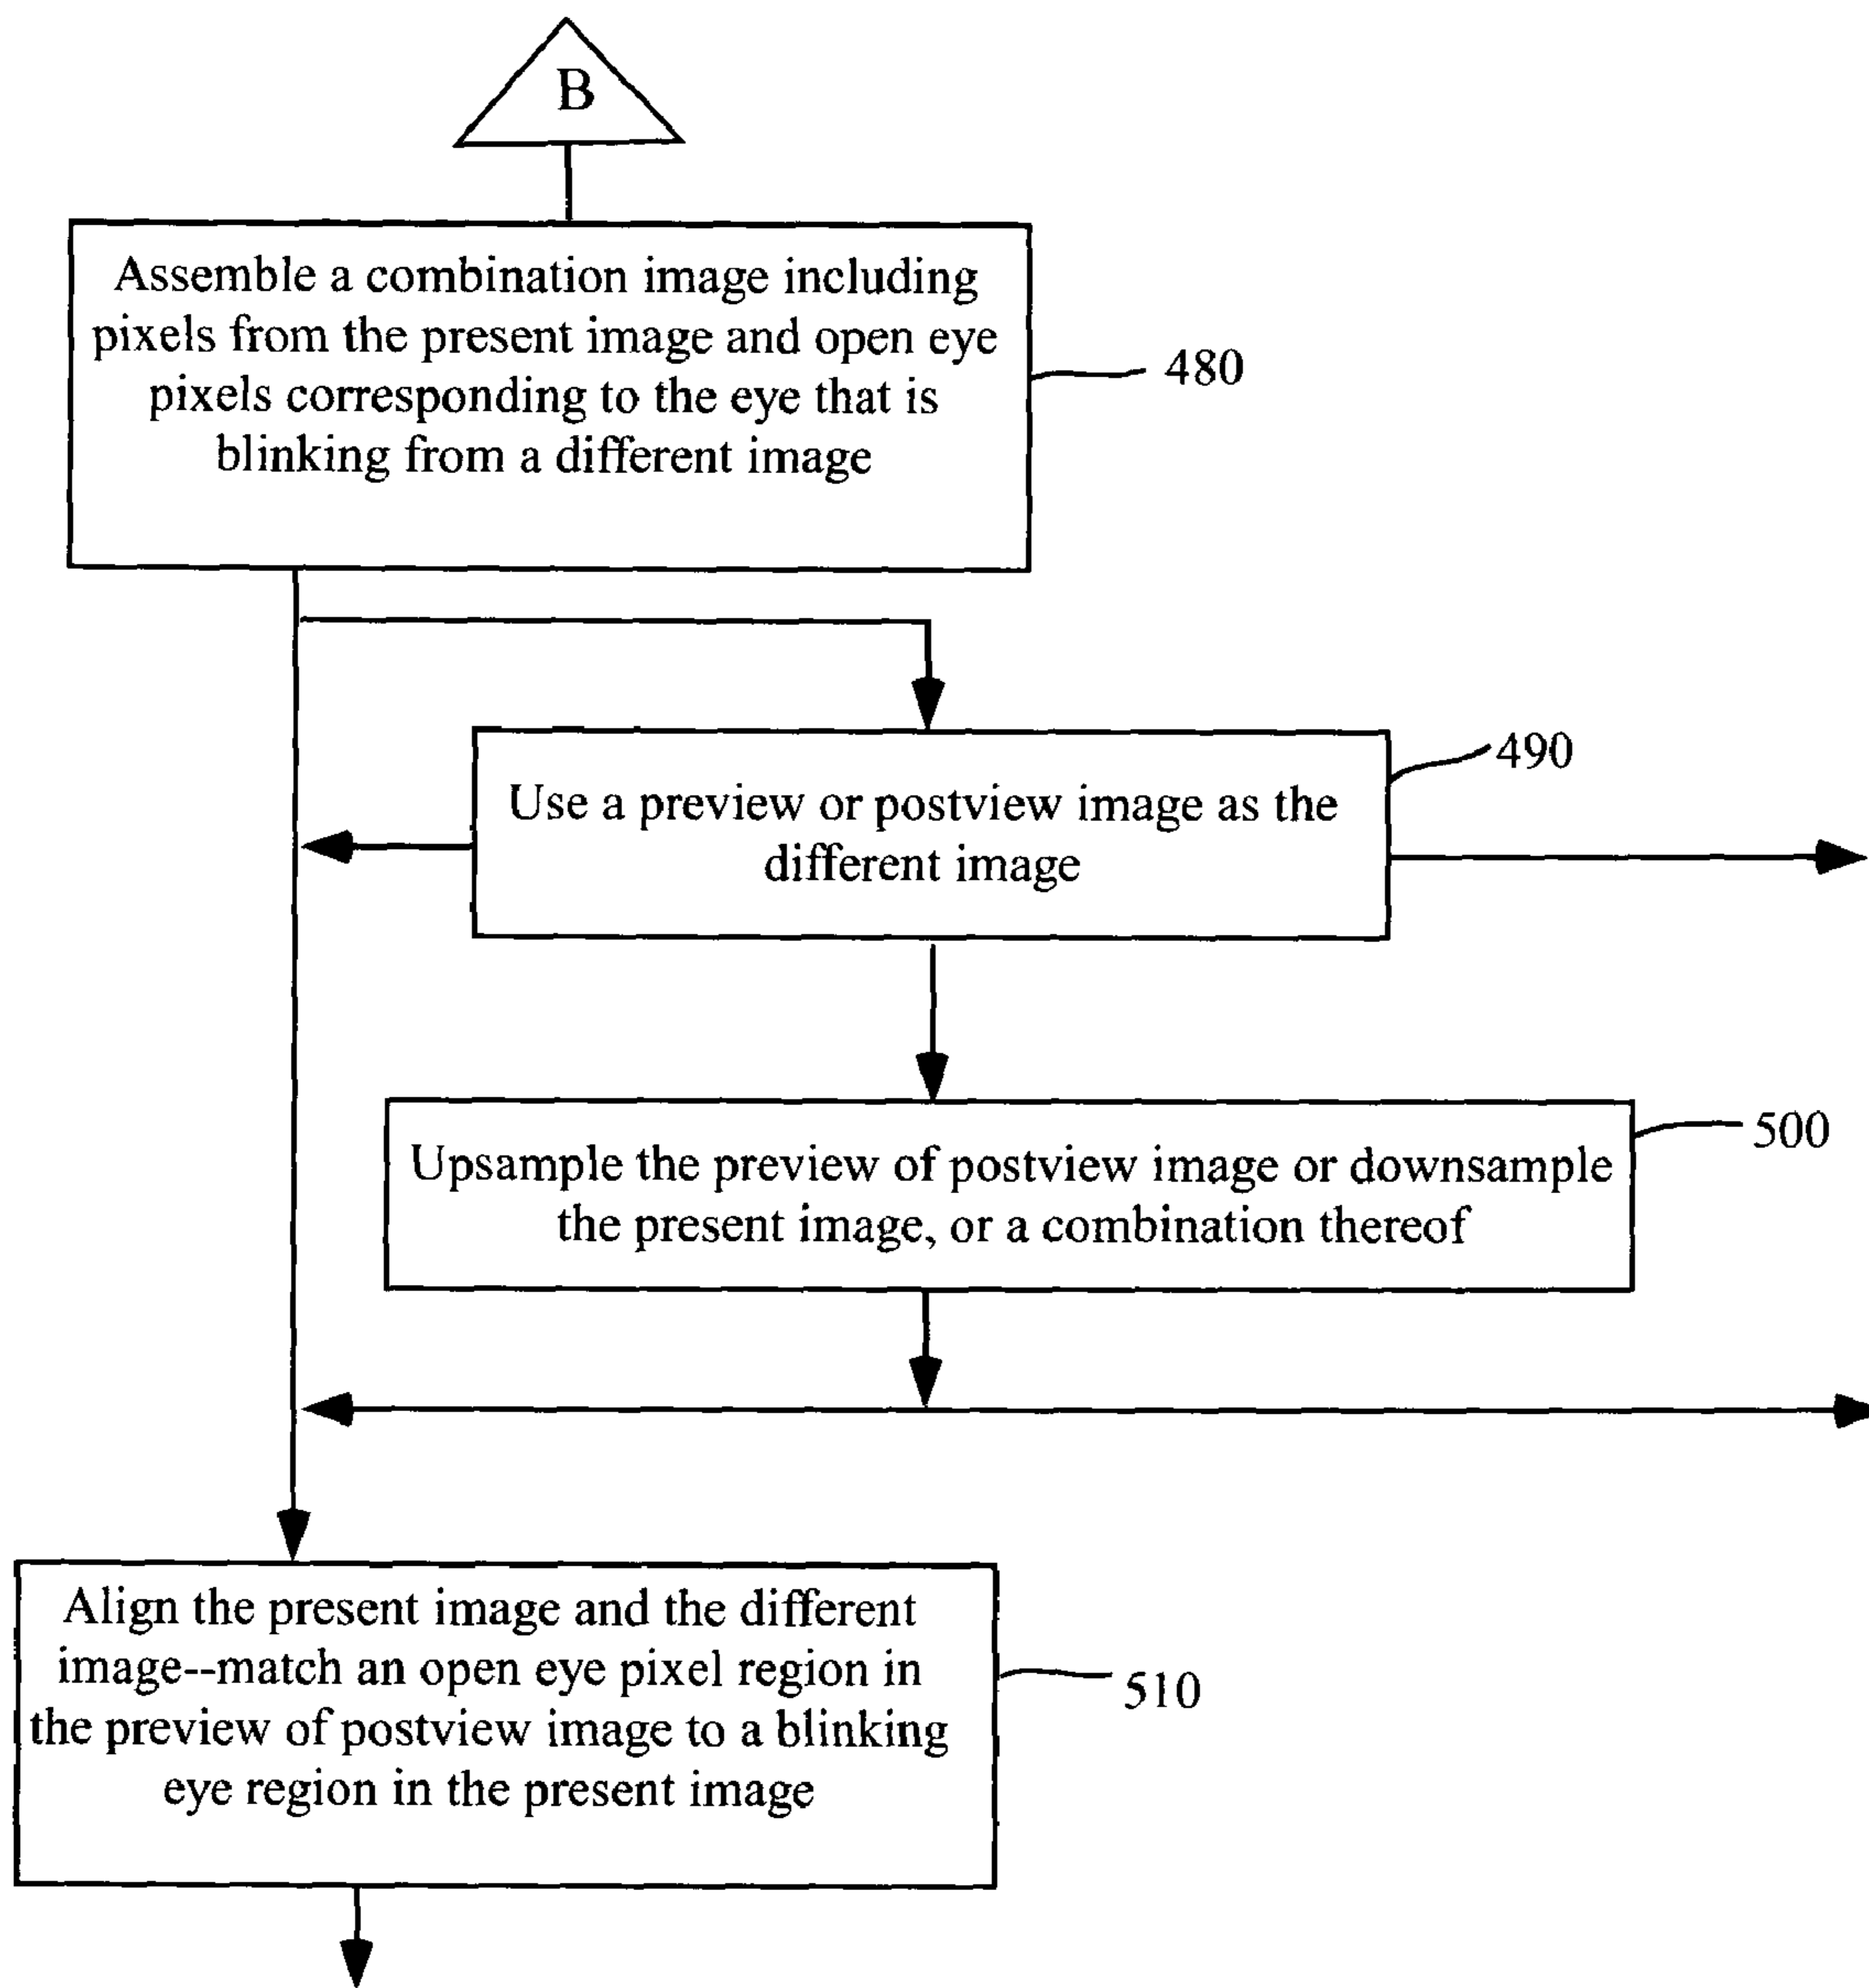 B
Assemble a combination image including
pixels from the present image and open eye
pixels corresponding to the eye that is
blinking from a different image
480
490
Use a preview or postview image as the
different image
500
Upsample the preview of postview image or downsample
the present image, or a combination thereof
Align the present image and the different
image--match an open eye pixel region in
the preview of postview image to a blinking
eye region in the present image
510